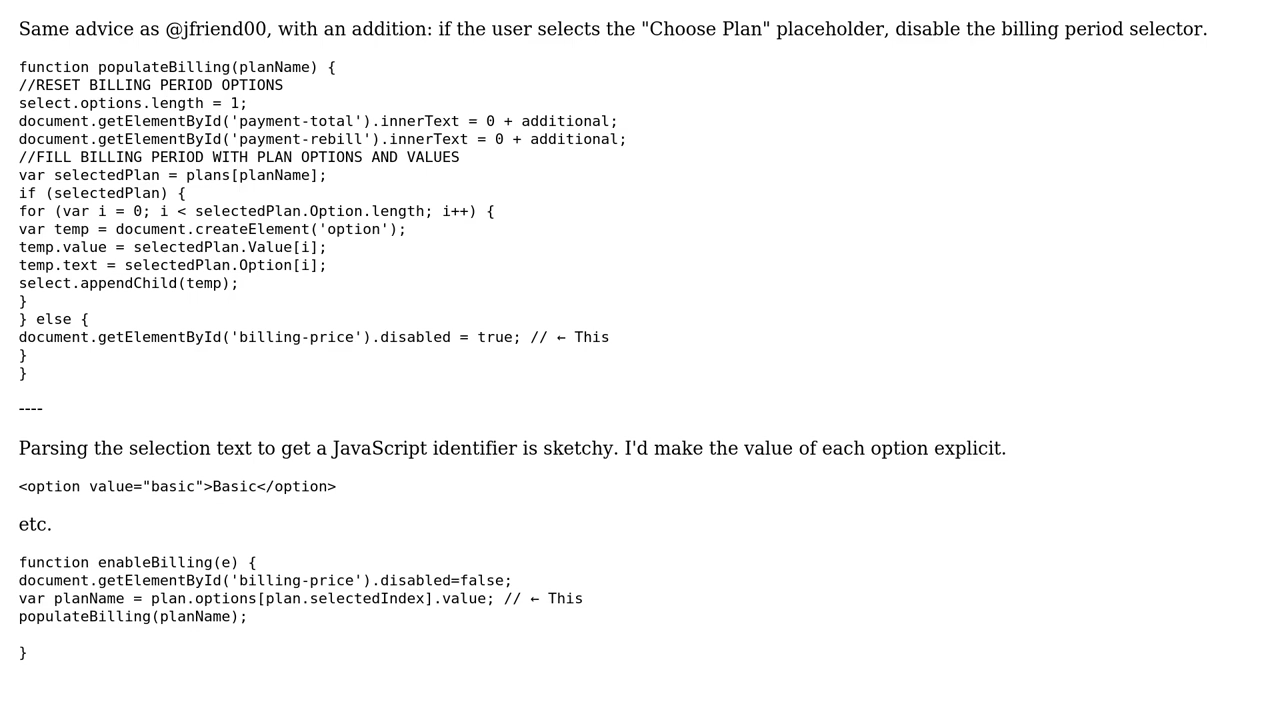 Same advice as @jfriend00, with an addition: if the user selects the "Choose Plan" placeholder, disable the billing period selector.
function populateBilling(planName) {
//RESET BILLING PERIOD OPTIONS
select.options.length = 1;
document.getElementById('payment-total').innerText = 0 + additional;
document.getElementById('payment-rebill').innerText = 0 + additional;
//FILL BILLING PERIOD WITH PLAN OPTIONS AND VALUES
var selectedPlan = plans[planName];
if (selectedPlan) {
for (var i = 0; i < selectedPlan.Option.length; i++) {
var temp = document.createElement('option');
temp.value = selectedPlan.Value[i];
temp.text = selectedPlan.Option[i];
select.appendChild(temp);
}
} else {
document.getElementById('billing-price').disabled = true; // ← This
}
}
----
Parsing the selection text to get a JavaScript identifier is sketchy. I'd make the value of each option explicit.
<option value="basic">Basic</option>
etc.
function enableBilling(e) {
document.getElementById('billing-price').disabled=false;
var planName = plan.options[plan.selectedIndex].value; // ← This
populateBilling(planName);
}